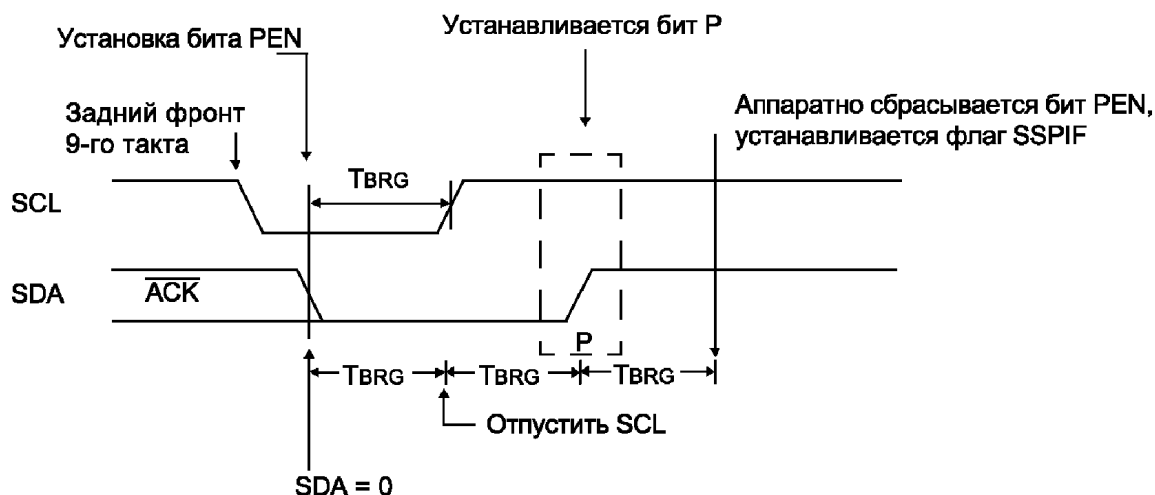 Устанавливается бит P
Установка бита PEN
Аппаратно сбрасывается бит PEN,
устанавливается флаг SSPIF
Задний фронт
9-го такта
TBRG
SCL
SDA
ACK
P
TBRG
TBRG
TBRG
Отпустить SCL
SDA = 0